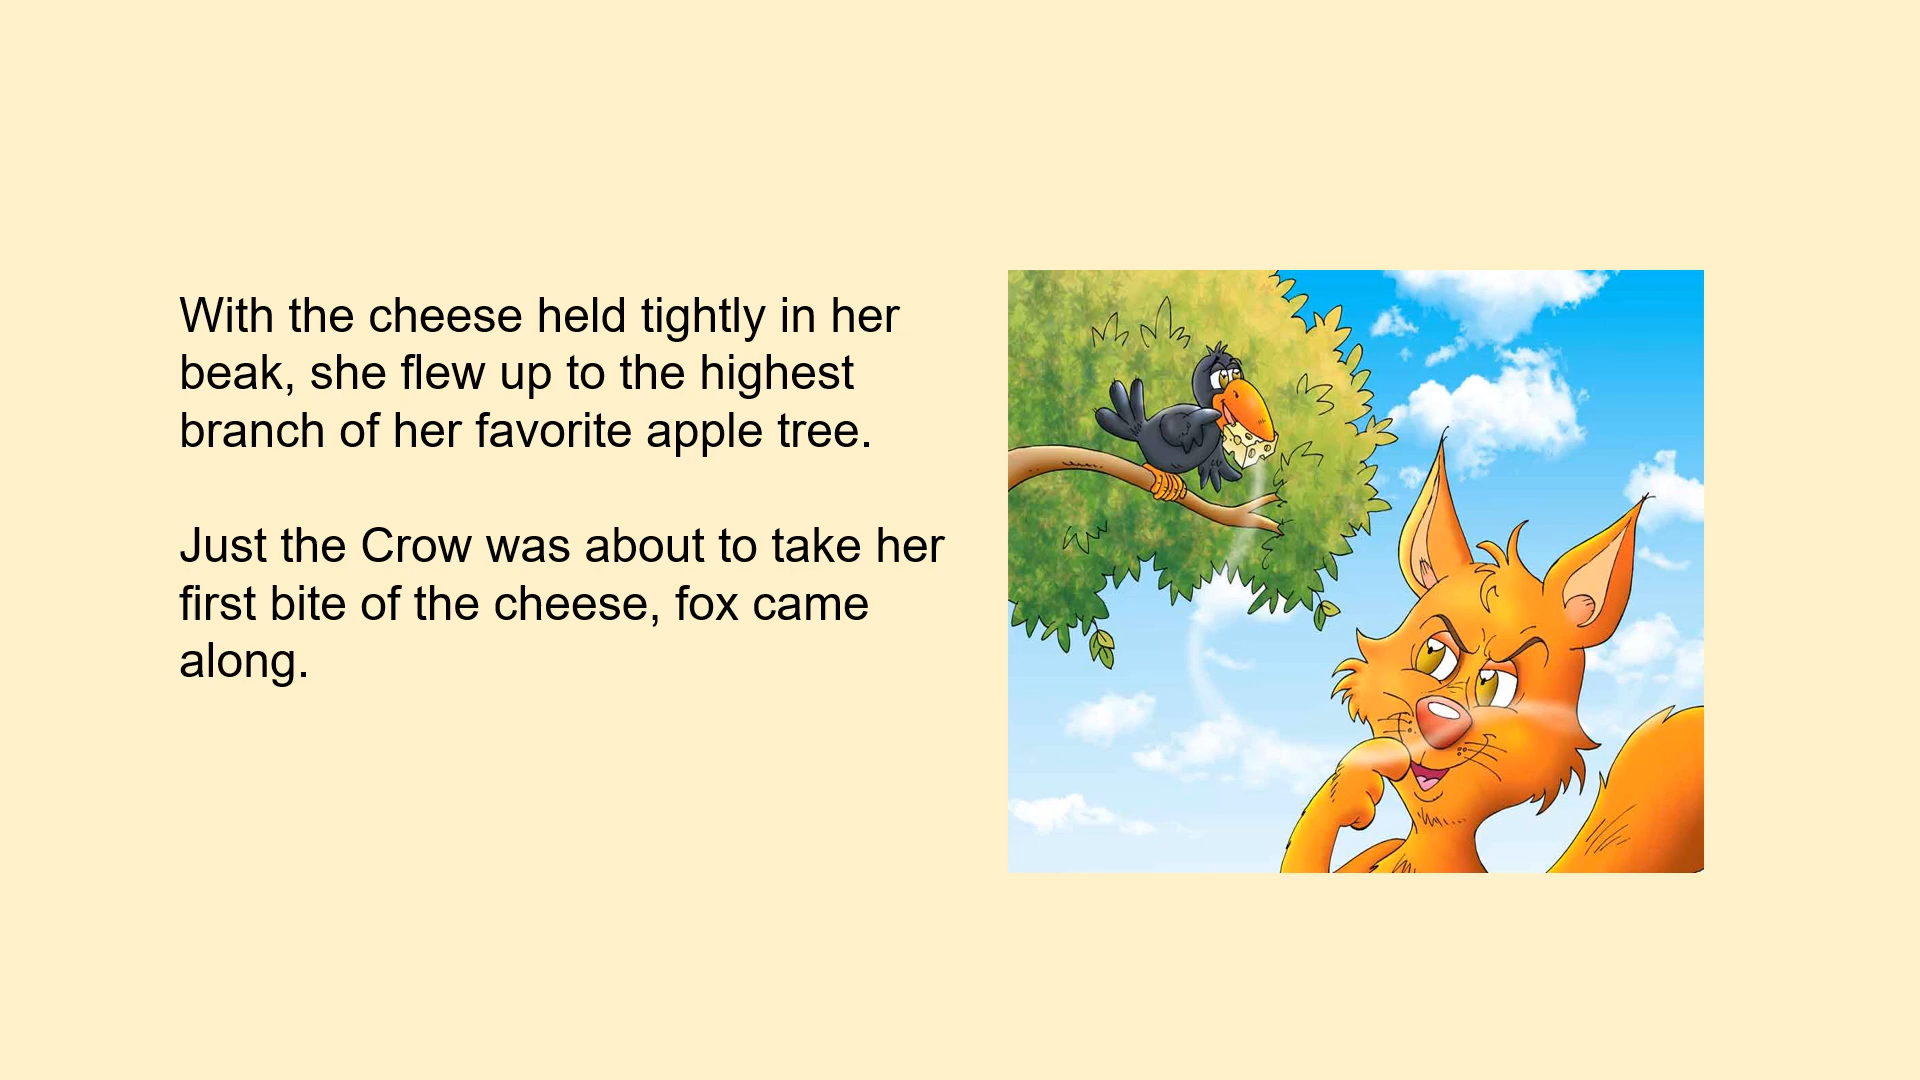 With the cheese held tightly in her
beak, she flew up to the highest
branch of her favorite apple tree.
Just the Crow was about to take her
first bite of the cheese, fox came
along.